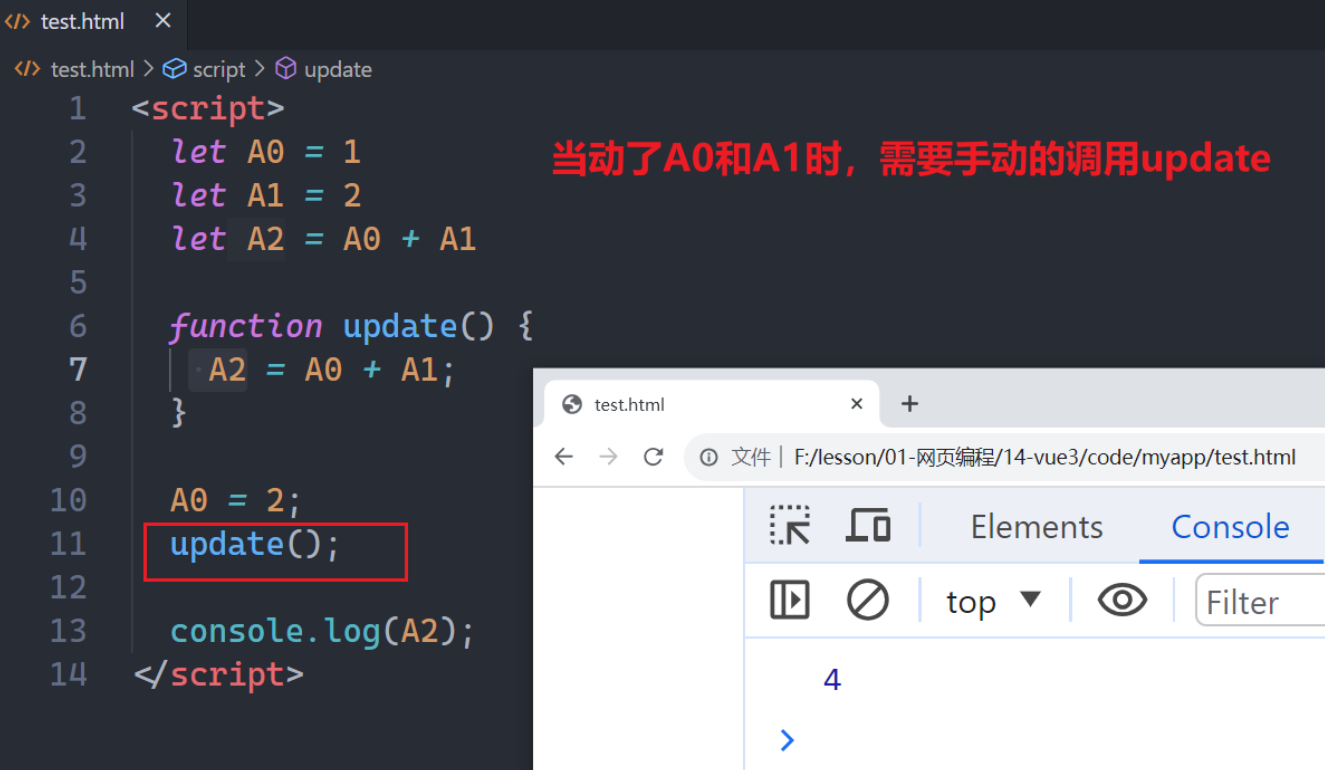 test.html
test.html > script > update
1 <script>
2 let A0 = 1
当动了A0和A1时，需要手动的调用update
3 let A1 = 2
4 let A2 = A0 + A1
5
6 function update() {
7 A2 = A0 + A1;
8 }
9
10 A0 = 2;
11 update();
12
13 console.log(A2);
14 </script>
test.html
文件 | F:/lesson/01-网页编程/14-vue3/code/myapp/test.html
Elements Console
top Filter
4